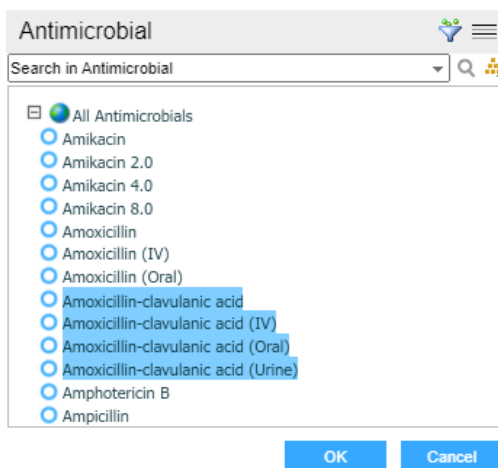 Antimicrobial
Search in Antimicrobial
All Antimicrobials
Amikacin
Amikacin 2.0
Amikacin 4.0
Amikacin 8.0
Amoxicillin
Amoxicillin (IV)
Amoxicillin (Oral)
Amoxicillin-clavulanic acid
Amoxicillin-clavulanic acid (IV)
Amoxicillin-clavulanic acid (Oral)
Amoxicillin-clavulanic acid (Urine)
Amphotericin B
Ampicillin
OK Cancel